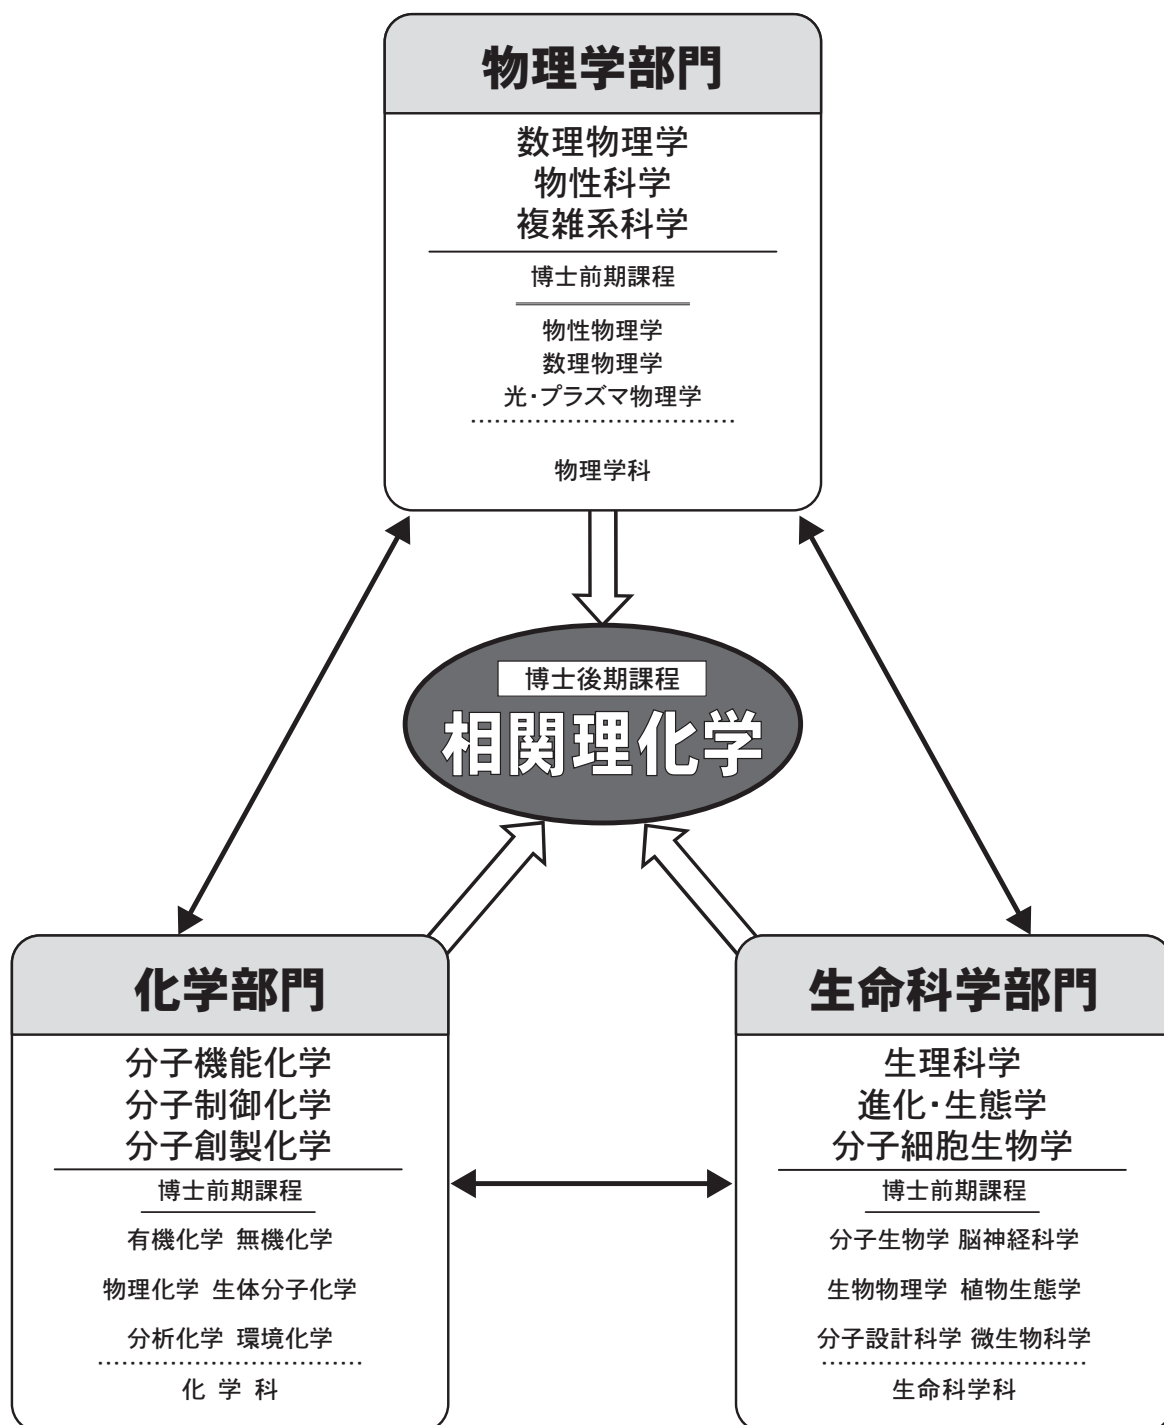 物理学部門
数理物理学
物性科学
複雑系科学
博士前期課程
物性物理学
数理物理学
光・プラズマ物理学
物理学科
博士後期課程
相関理化学
化学部門
分子機能化学
分子制御化学
分子創製化学
博士前期課程
有機化学 無機化学
物理化学 生体分子化学
分析化学 環境化学
化 学 科
生命科学部門
生理科学
進化・生態学
分子細胞生物学
博士前期課程
分子生物学 脳神経科学
生物物理学 植物生態学
分子設計科学 微生物科学
生命科学科